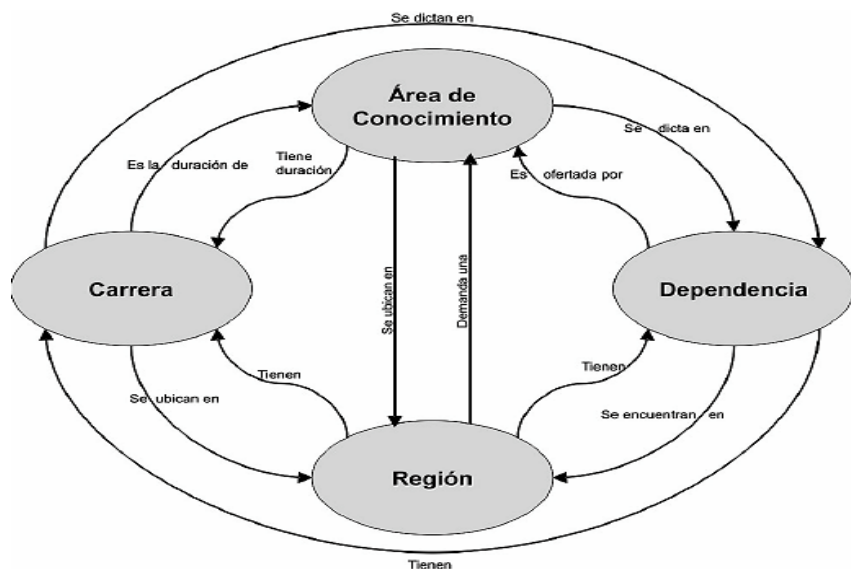 Se dictan en
Área de
Conocimiento
Se dicta en
Es la duración de
Tiene
duración
Es ofertada por
Carrera
Dependencia
Se ubican en
Demanda una
Tienen
Tienen
Se ubican en
Se encuentran en
Región
Tienen